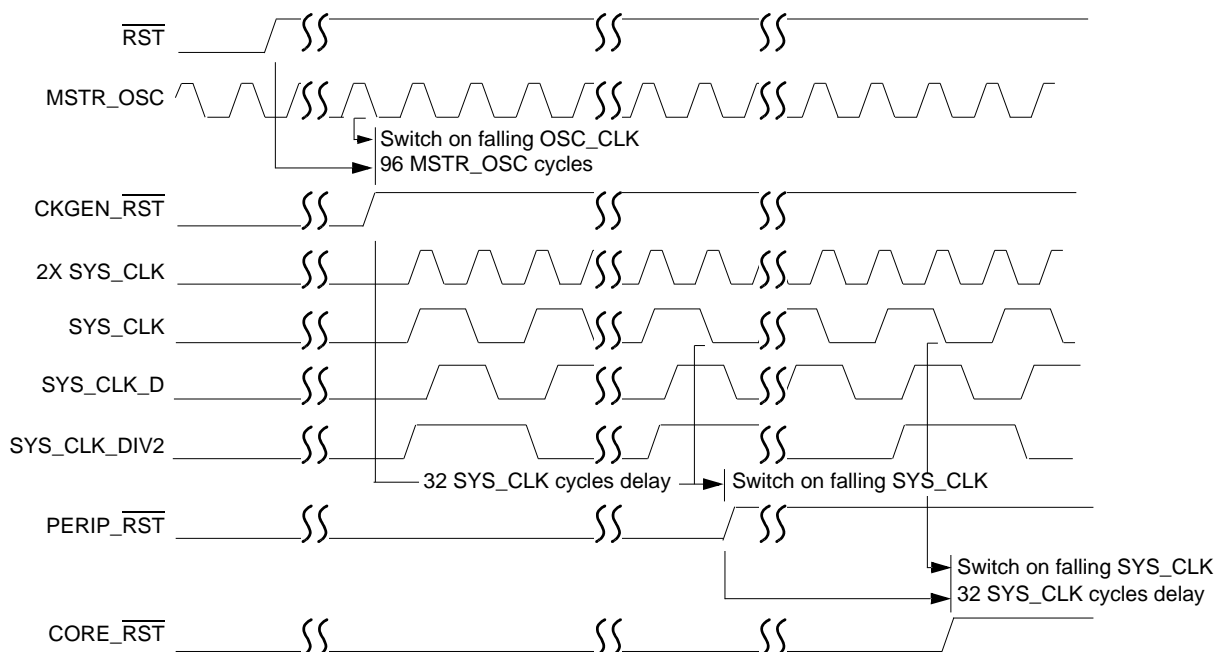 RST
MSTR_OSC
Switch on falling OSC_CLK
96 MSTR_OSC cycles
CKGEN_RST
2X SYS_CLK
SYS_CLK
SYS_CLK_D
SYS_CLK_DIV2
32 SYS_CLK cycles delay
Switch on falling SYS_CLK
PERIP_RST
Switch on falling SYS_CLK
32 SYS_CLK cycles delay
CORE_RST